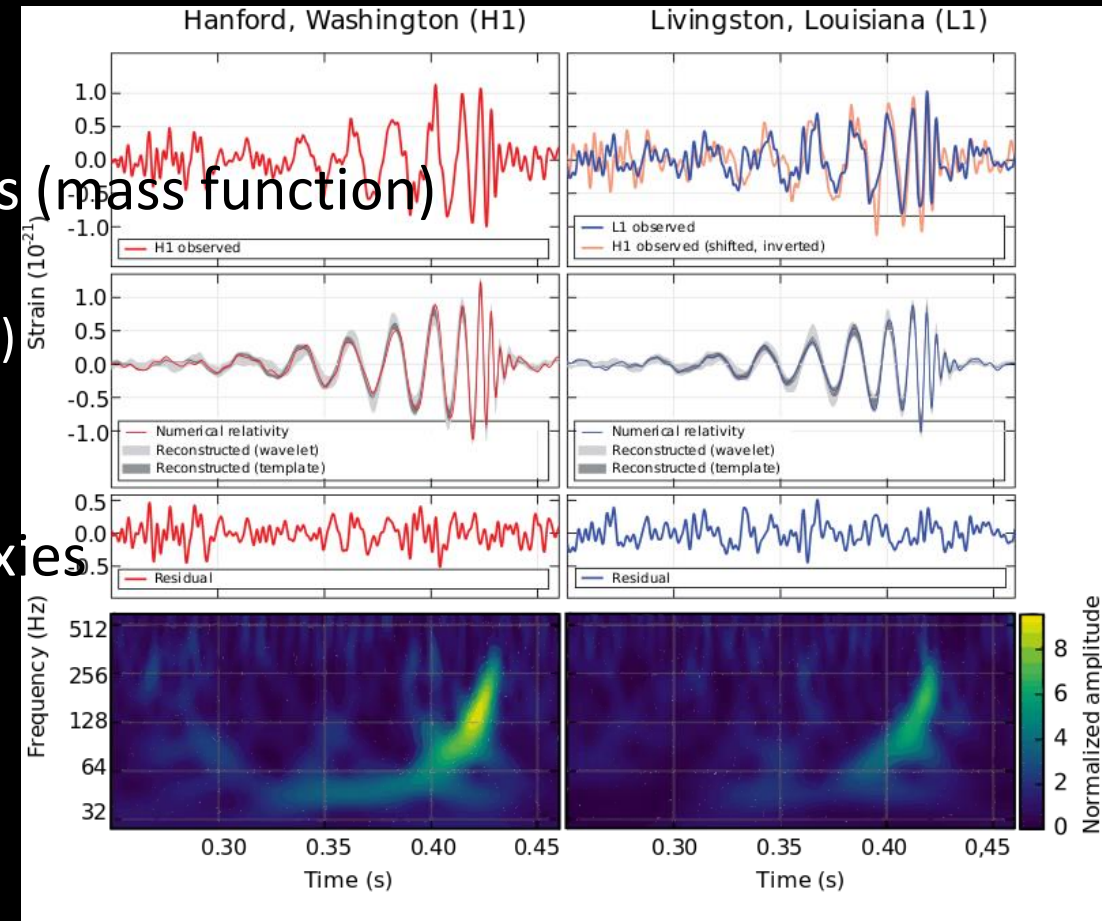 Hanford, Washington (H1)
Livingston, Louisiana (L1)
1.0
0.5
0.0
-0.5
-1.0
s (mass function)
H1 observed
L1 observed
H1 observed (shifted, inverted)
Strain (10-21)
)
1.0
0.5
0.0
-0.5
-1.0
Numerical relativity
Reconstructed (wavelet)
Reconstructed (template)
Numerical relativity
Reconstructed (wavelet)
Reconstructed (template)
0.5
0.0
-0.5
xies
Residual
Residual
Frequency (Hz)
512
256
128
64
32
8
6
4
2
0
Normalized amplitude
0.30 0.35 0.40 0.45
0.30 0.35 0.40 0,45
Time (s)
Time (s)